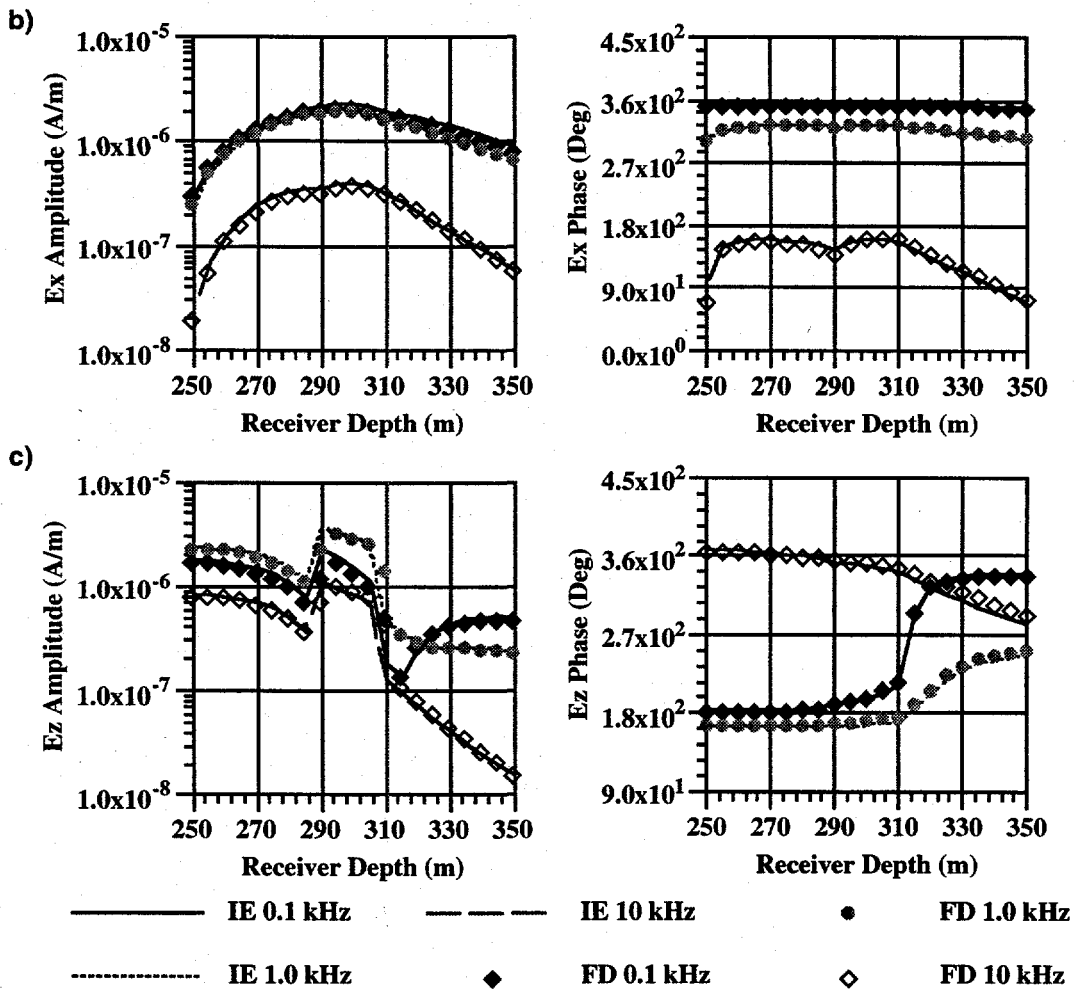 b)
Ex Amplitude (A/m)
1.0x10⁻⁵
1.0x10⁻⁶
1.0x10⁻⁷
1.0x10⁻⁸
250 270 290 310 330 350
Receiver Depth (m)
Ex Phase (Deg)
4.5x10²
3.6x10²
2.7x10²
1.8x10²
9.0x10¹
0.0x10⁰
250 270 290 310 330 350
Receiver Depth (m)
c)
Ez Amplitude (A/m)
1.0x10⁻⁵
1.0x10⁻⁶
1.0x10⁻⁷
1.0x10⁻⁸
250 270 290 310 330 350
Receiver Depth (m)
Ez Phase (Deg)
4.5x10²
3.6x10²
2.7x10²
1.8x10²
9.0x10¹
250 270 290 310 330 350
Receiver Depth (m)
IE 0.1 kHz
IE 10 kHz
FD 1.0 kHz
IE 1.0 kHz
FD 0.1 kHz
FD 10 kHz